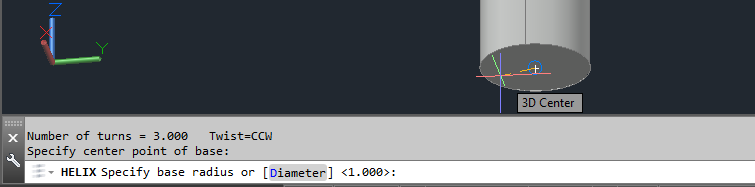 Z
X
Y
3D Center
Number of turns = 3.000   Twist=CCW
Specify center point of base:
HELIX Specify base radius or [Diameter] <1.000>: